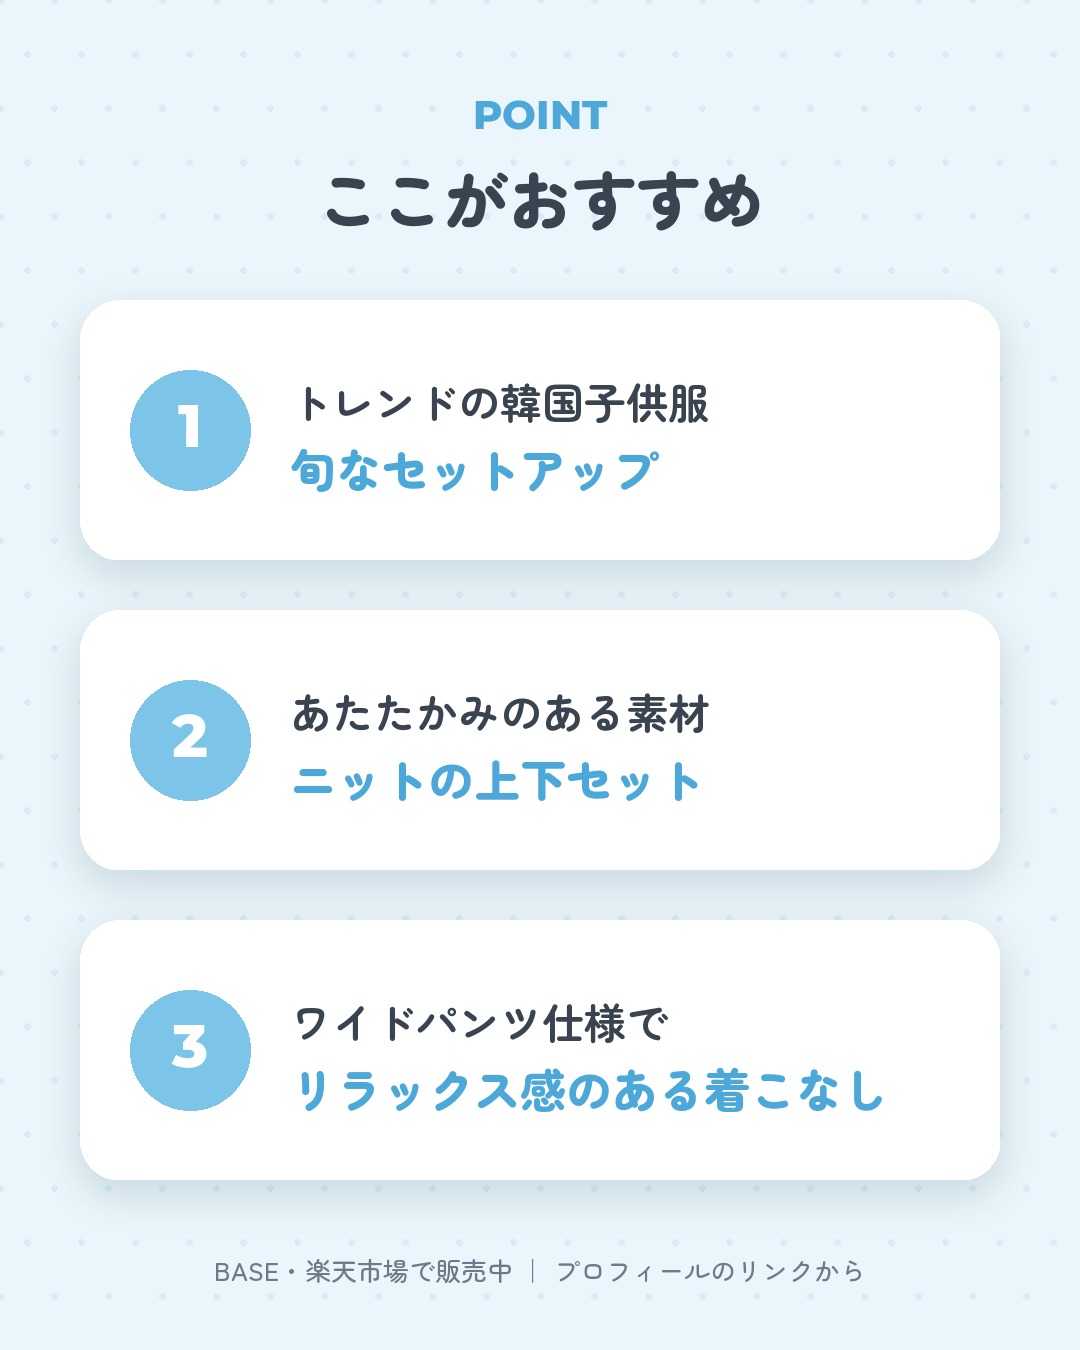 POINT
ここがおすすめ
1
トレンドの韓国子供服
旬なセットアップ
2
あたたかみのある素材
ニットの上下セット
3
ワイドパンツ仕様で
リラックス感のある着こなし
BASE・楽天市場で販売中 ｜ プロフィールのリンクから